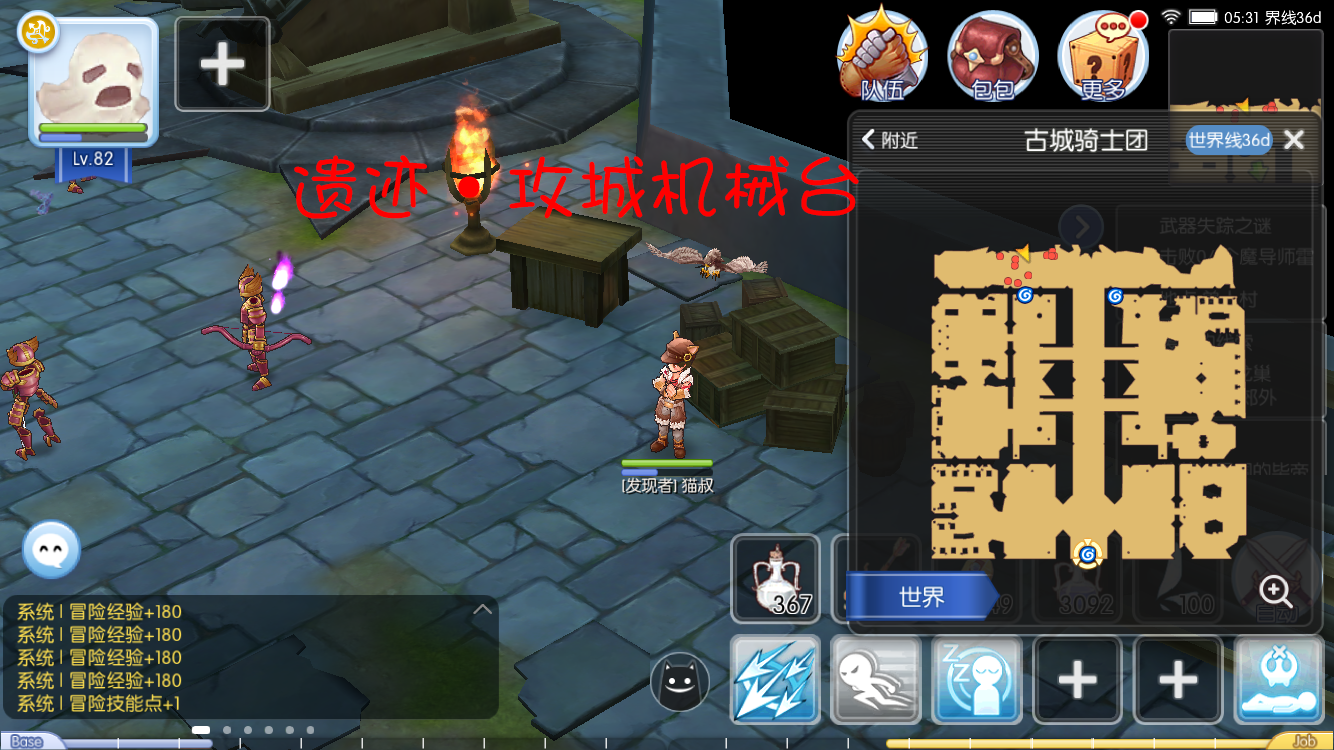 05:31 界线36d
队伍
包包
更多
Lv.82
附近
古城骑士团
世界线36d
遗迹 攻城机械台
武器失踪之谜
[发现者] 猫叔
367
3092
100
世界
自动
系统 | 冒险经验+180
系统 | 冒险经验+180
系统 | 冒险经验+180
系统 | 冒险经验+180
系统 | 冒险技能点+1
Base
Job